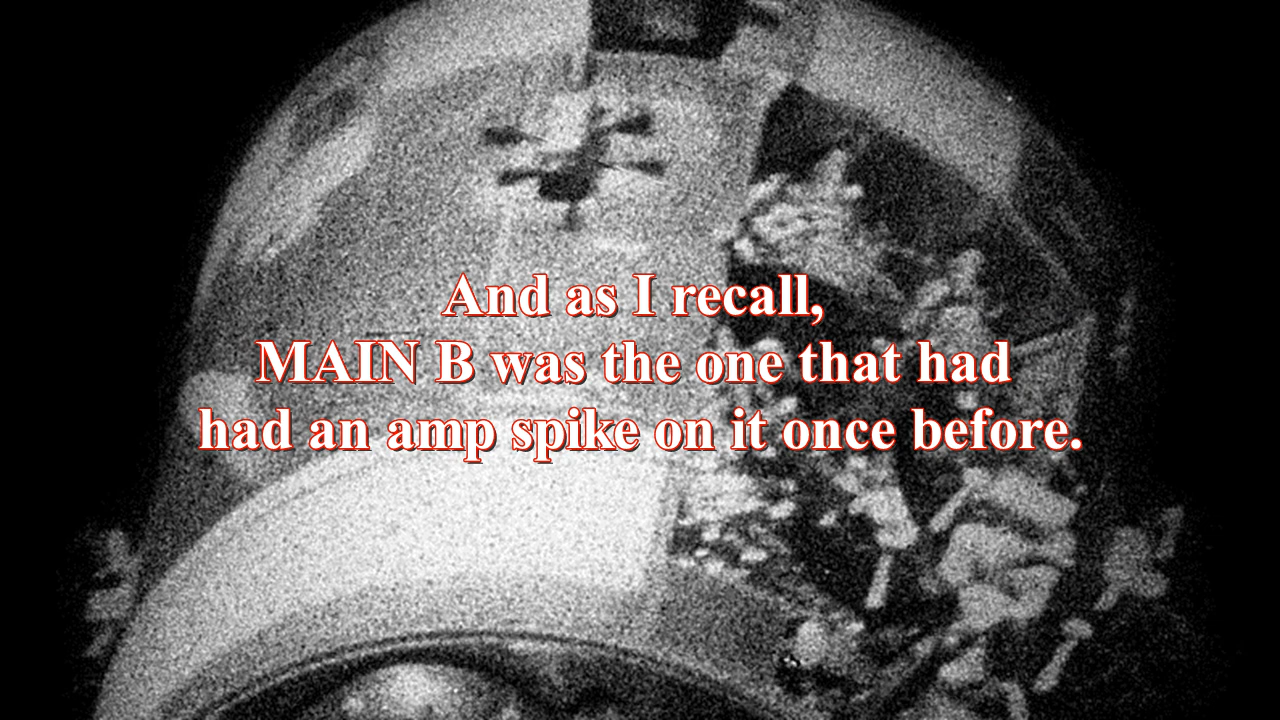 And as I recall,
MAIN B was the one that had
had an amp spike on it once before.